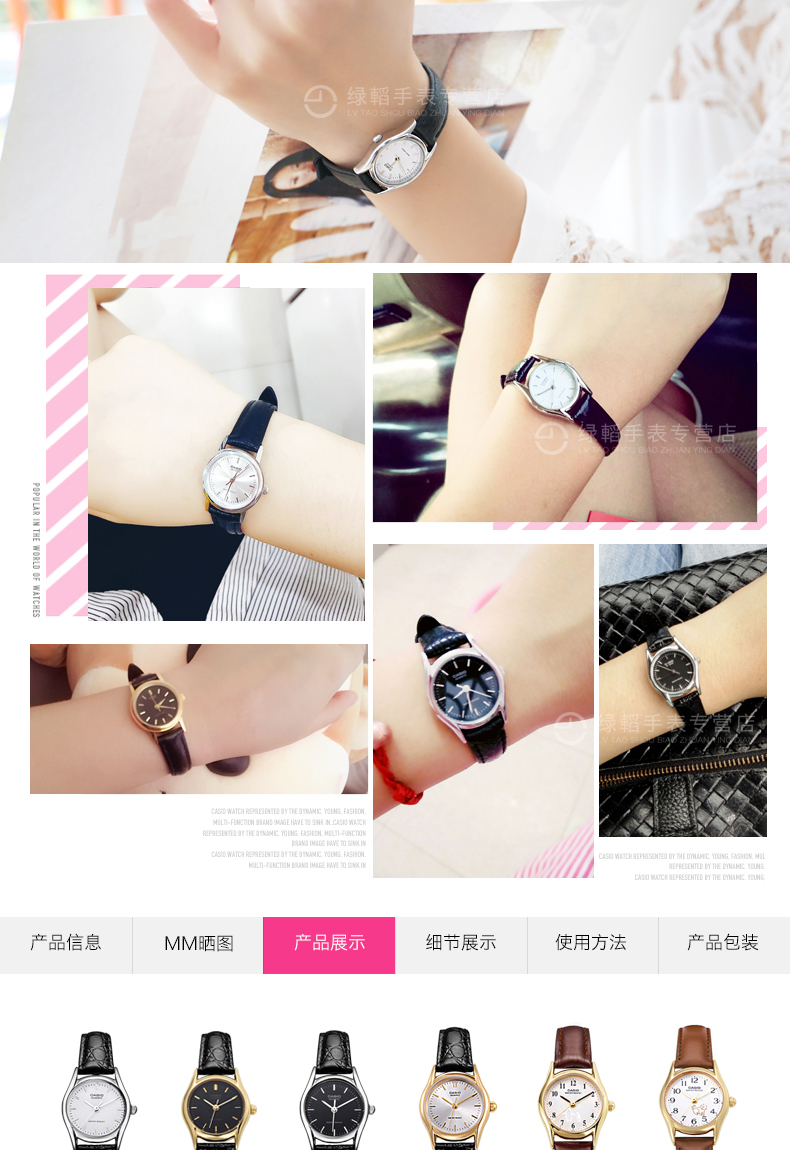 绿韬手表专营店
LV TAO SHOU BIAO ZHUAN YING DIAN
绿韬手表专营店
LV TAO SHOU BIAO ZHUAN YING DIAN
POPULAR IN THE WORLD OF WATCHES
绿韬手表专营店
LV TAO SHOU BIAO ZHUAN YING DIAN
CASIO WATCH REPRESENTED BY THE DYNAMIC. YOUNG. FASHION.
MULTI-FUNCTION BRAND IMAGE HAVE TO SINK IN..CASIO WATCH
REPRESENTED BY THE DYNAMIC. YOUNG. FASHION. MULTI-FUNCTION
BRAND IMAGE HAVE TO SINK IN
CASIO WATCH REPRESENTED BY THE DYNAMIC. YOUNG. FASHION.
MULTI-FUNCTION BRAND IMAGE HAVE TO SINK IN
CASIO WATCH REPRESENTED BY THE DYNAMIC. YOUNG. FASHION. MUL
REPRESENTED BY THE DYNAMIC. YOUNG.
CASIO WATCH REPRESENTED BY THE DYNAMIC. YOUNG.
产品信息
MM晒图
产品展示
细节展示
使用方法
产品包装